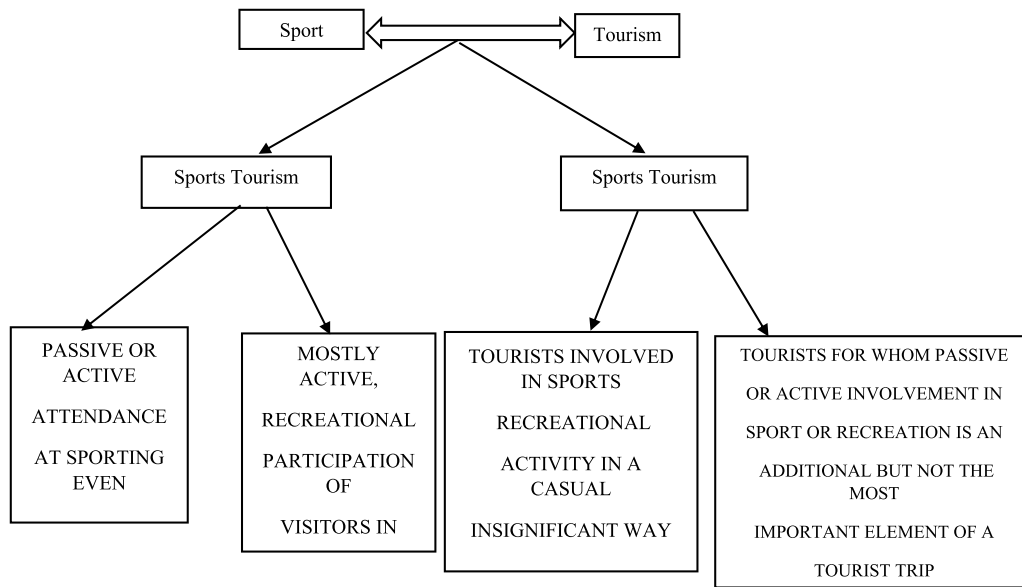 Sport
Tourism
Sports Tourism
Sports Tourism
PASSIVE OR
ACTIVE
ATTENDANCE
AT SPORTING
EVEN
MOSTLY
ACTIVE,
RECREATIONAL
PARTICIPATION
OF
VISITORS IN
TOURISTS INVOLVED
IN SPORTS
RECREATIONAL
ACTIVITY IN A
CASUAL
INSIGNIFICANT WAY
TOURISTS FOR WHOM PASSIVE
OR ACTIVE INVOLVEMENT IN
SPORT OR RECREATION IS AN
ADDITIONAL BUT NOT THE
MOST
IMPORTANT ELEMENT OF A
TOURIST TRIP